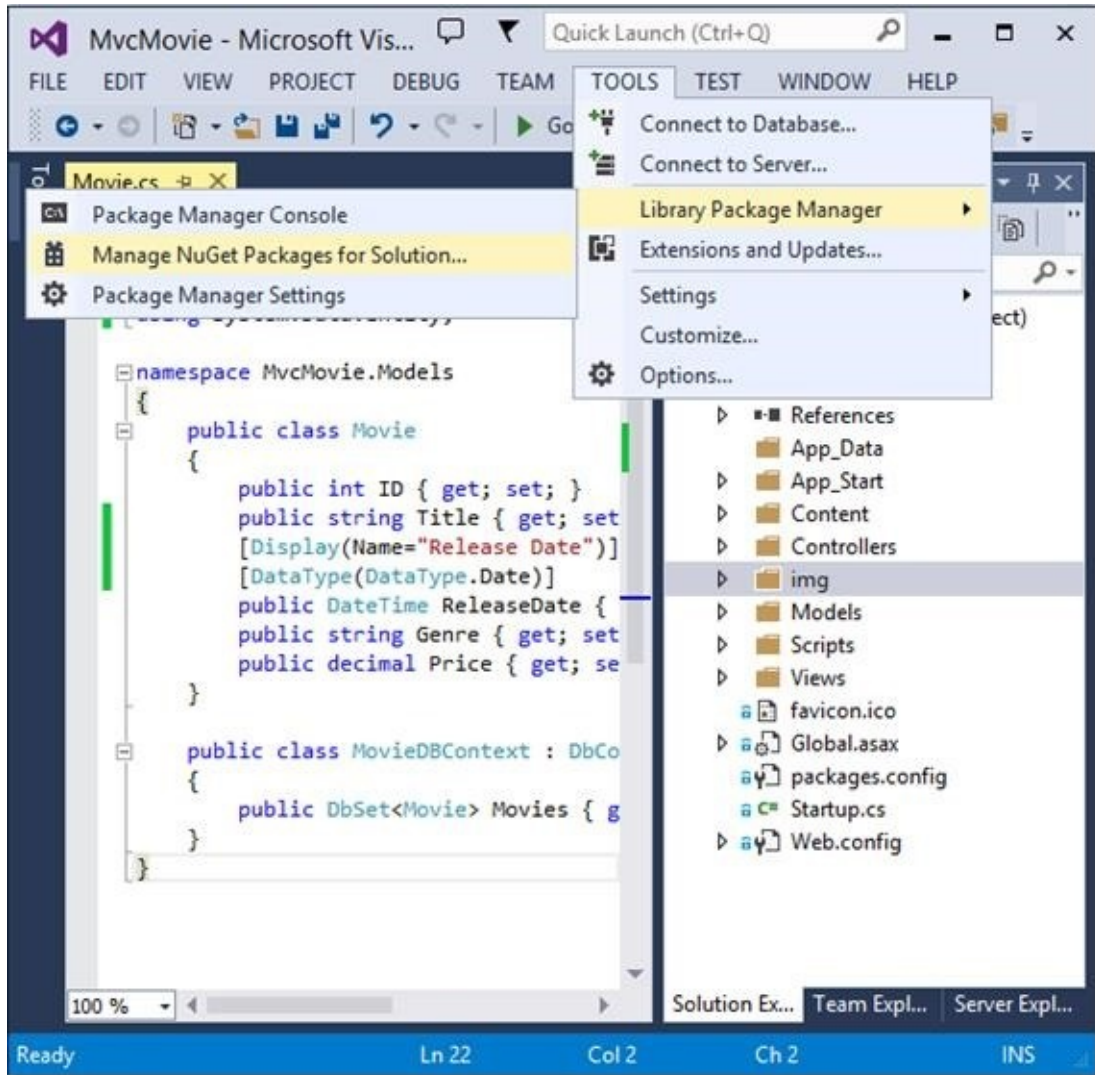 MvcMovie - Microsoft Vis...
Quick Launch (Ctrl+Q)
FILE EDIT VIEW PROJECT DEBUG TEAM TOOLS TEST WINDOW HELP
Go
Connect to Database...
Connect to Server...
Library Package Manager
Extensions and Updates...
Settings
Customize...
Options...
To
Movie.cs
Package Manager Console
Manage NuGet Packages for Solution...
Package Manager Settings
namespace MvcMovie.Models
{
public class Movie
{
public int ID { get; set; }
public string Title { get; set
[Display(Name="Release Date")]
[DataType(DataType.Date)]
public DateTime ReleaseDate {
public string Genre { get; set
public decimal Price { get; se
}
public class MovieDBContext : DbCo
{
public DbSet<Movie> Movies { g
}
}
100 %
ect)
References
App_Data
App_Start
Content
Controllers
img
Models
Scripts
Views
favicon.ico
Global.asax
packages.config
C# Startup.cs
Web.config
Solution Ex... Team Expl... Server Expl...
Ready Ln 22 Col 2 Ch 2 INS